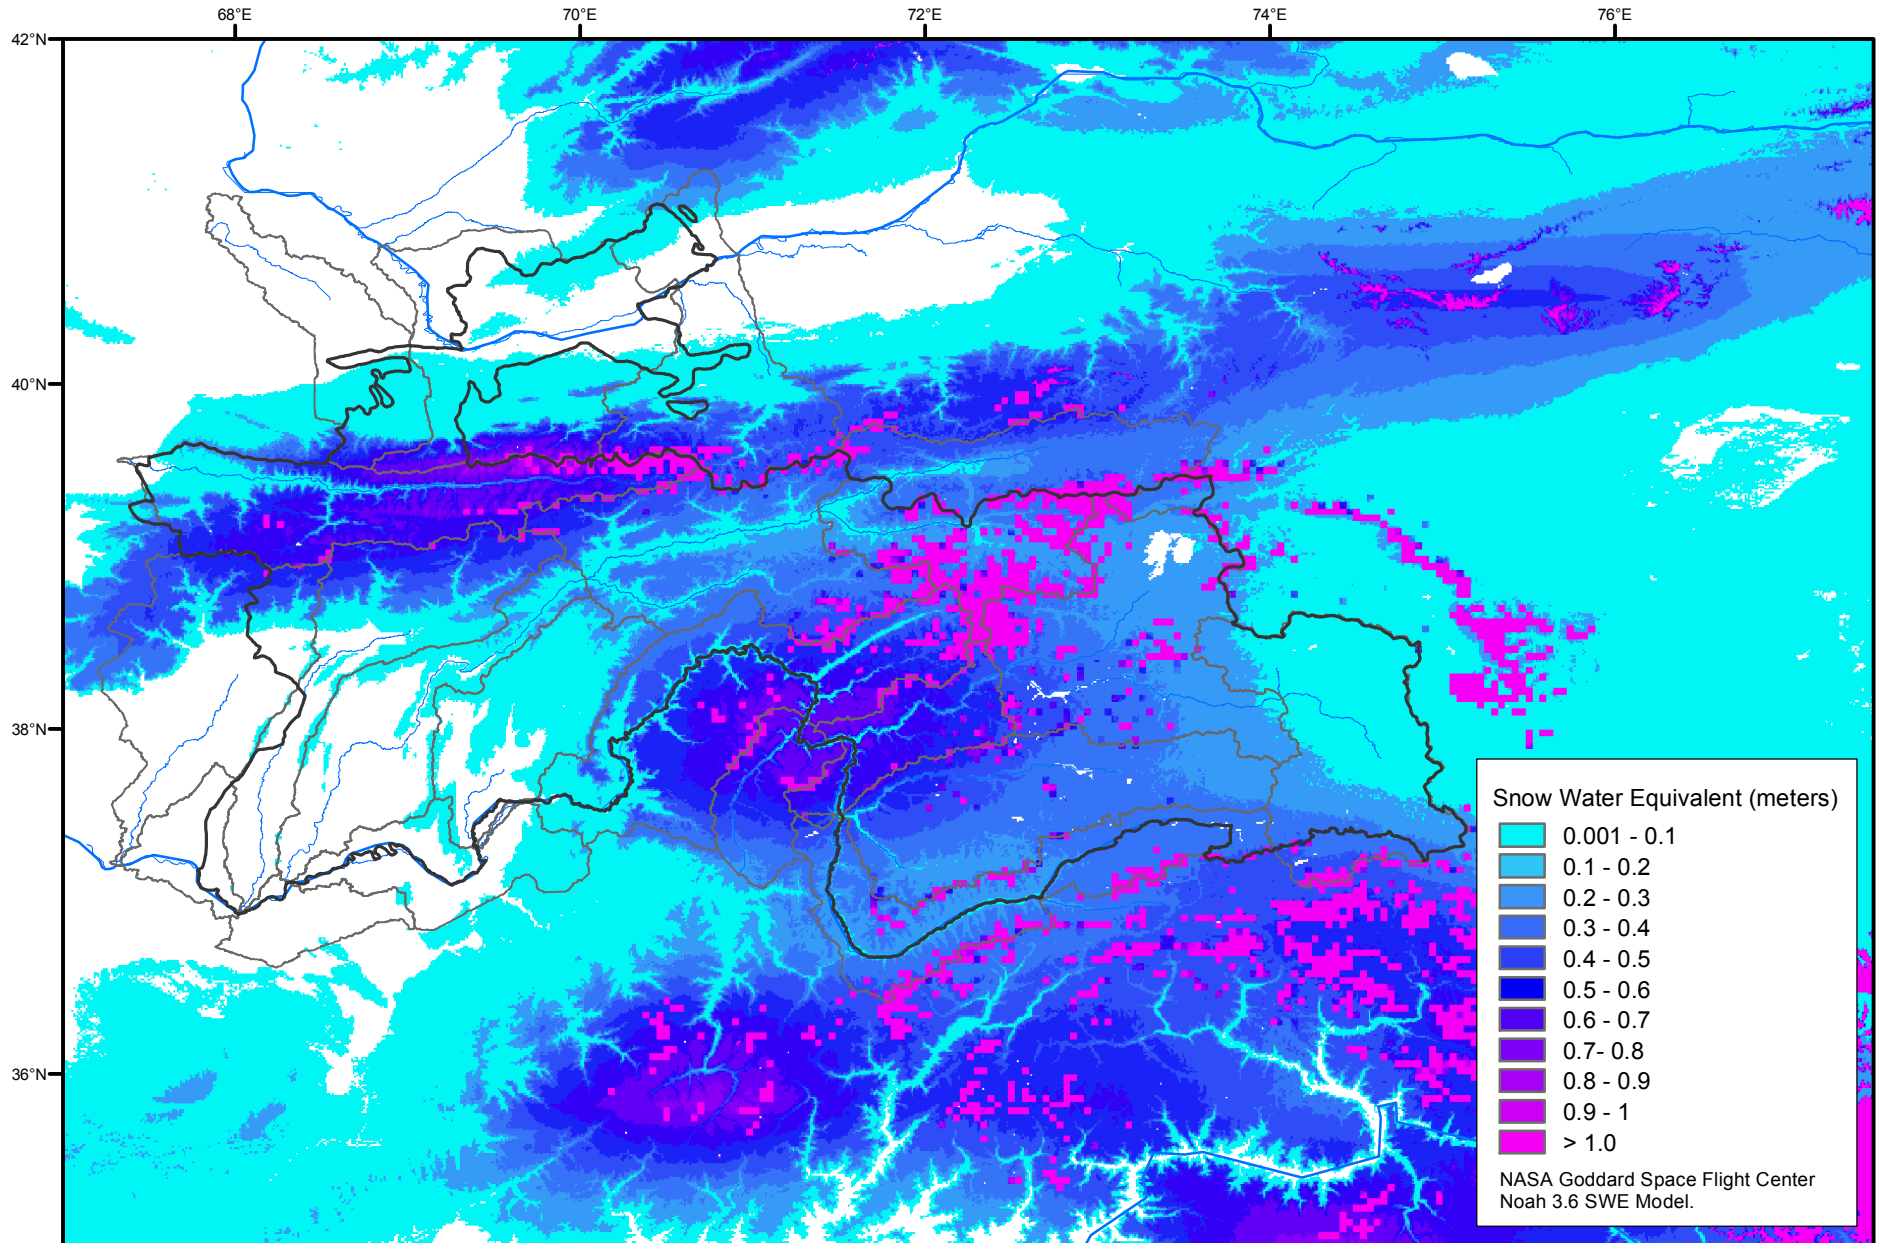 68°E 70°E 72°E 74°E 76°E
42°N
40°N
38°N
36°N
Snow Water Equivalent (meters)
0.001 - 0.1
0.1 - 0.2
0.2 - 0.3
0.3 - 0.4
0.4 - 0.5
0.5 - 0.6
0.6 - 0.7
0.7- 0.8
0.8 - 0.9
0.9 - 1
> 1.0
NASA Goddard Space Flight Center
Noah 3.6 SWE Model.